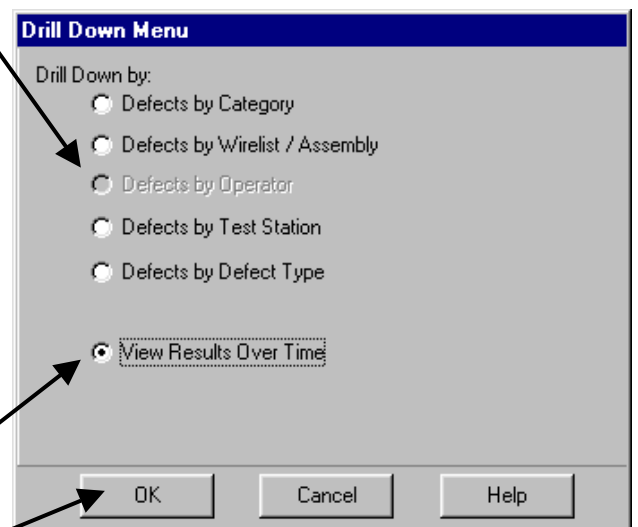 Drill Down Menu
Drill Down by:
Defects by Category
Defects by Wirelist / Assembly
Defects by Operator
Defects by Test Station
Defects by Defect Type
View Results Over Time
OK Cancel Help